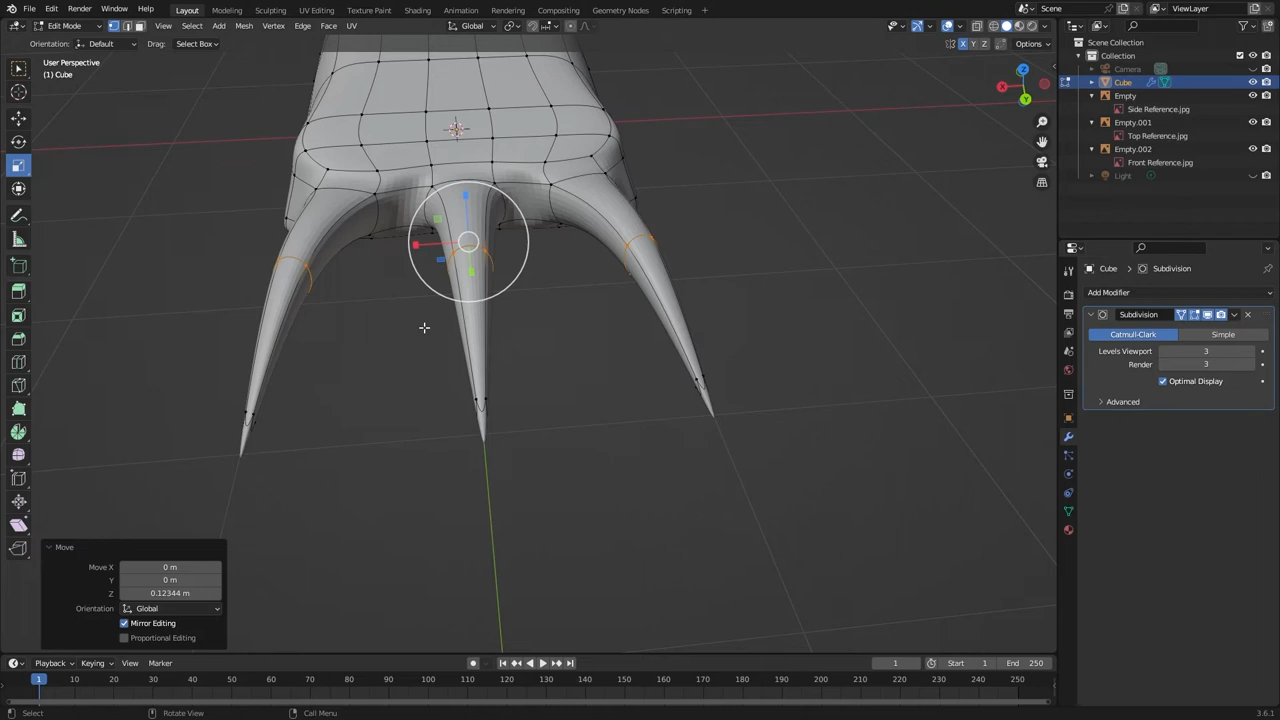 File Edit Render Window Help Layout Modeling Sculpting UV Editing Texture Paint Shading Animation Rendering Compositing Geometry Nodes Scripting + Scene ViewLayer
Edit Mode View Select Add Mesh Vertex Edge Face UV Global
Orientation: Default Drag: Select Box X Y Z Options
User Perspective
(1) Cube
Z
X
Y
Scene Collection
Collection
Camera
Cube
Empty
Side Reference.jpg
Empty.001
Top Reference.jpg
Empty.002
Front Reference.jpg
Light
Cube > Subdivision
Add Modifier
Subdivision
Catmull-Clark Simple
Levels Viewport 3
Render 3
Optimal Display
Advanced
Move
Move X 0 m
Y 0 m
Z 0.12344 m
Orientation Global
Mirror Editing
Proportional Editing
Playback Keying View Marker 1 Start 1 End 250
1 10 20 30 40 50 60 70 80 90 100 110 120 130 140 150 160 170 180 190 200 210 220 230 240 250
Select Rotate View Call Menu 3.6.1